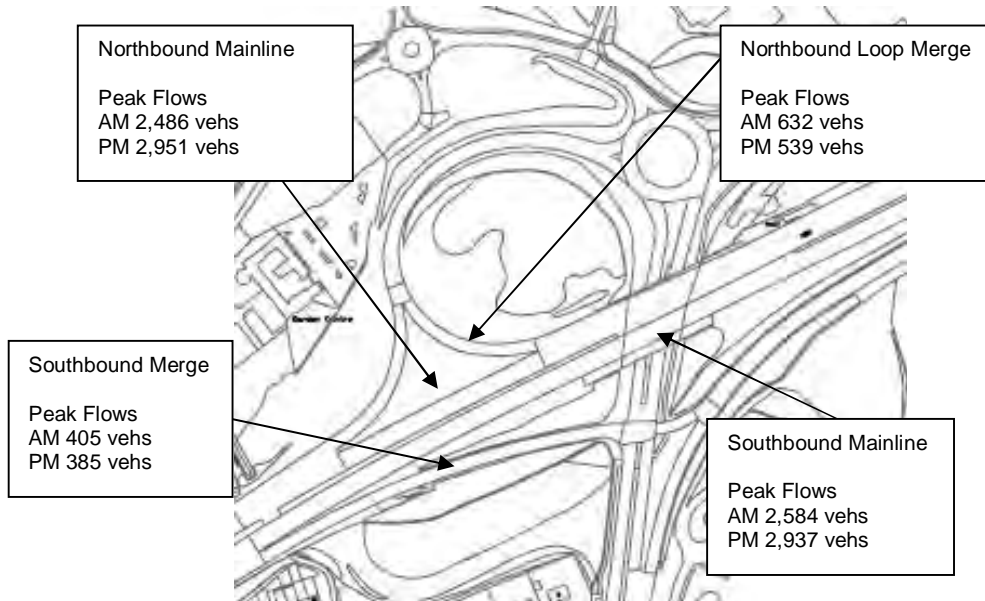 Northbound Mainline
Peak Flows
AM 2,486 vehs
PM 2,951 vehs
Northbound Loop Merge
Peak Flows
AM 632 vehs
PM 539 vehs
Southbound Merge
Peak Flows
AM 405 vehs
PM 385 vehs
Southbound Mainline
Peak Flows
AM 2,584 vehs
PM 2,937 vehs